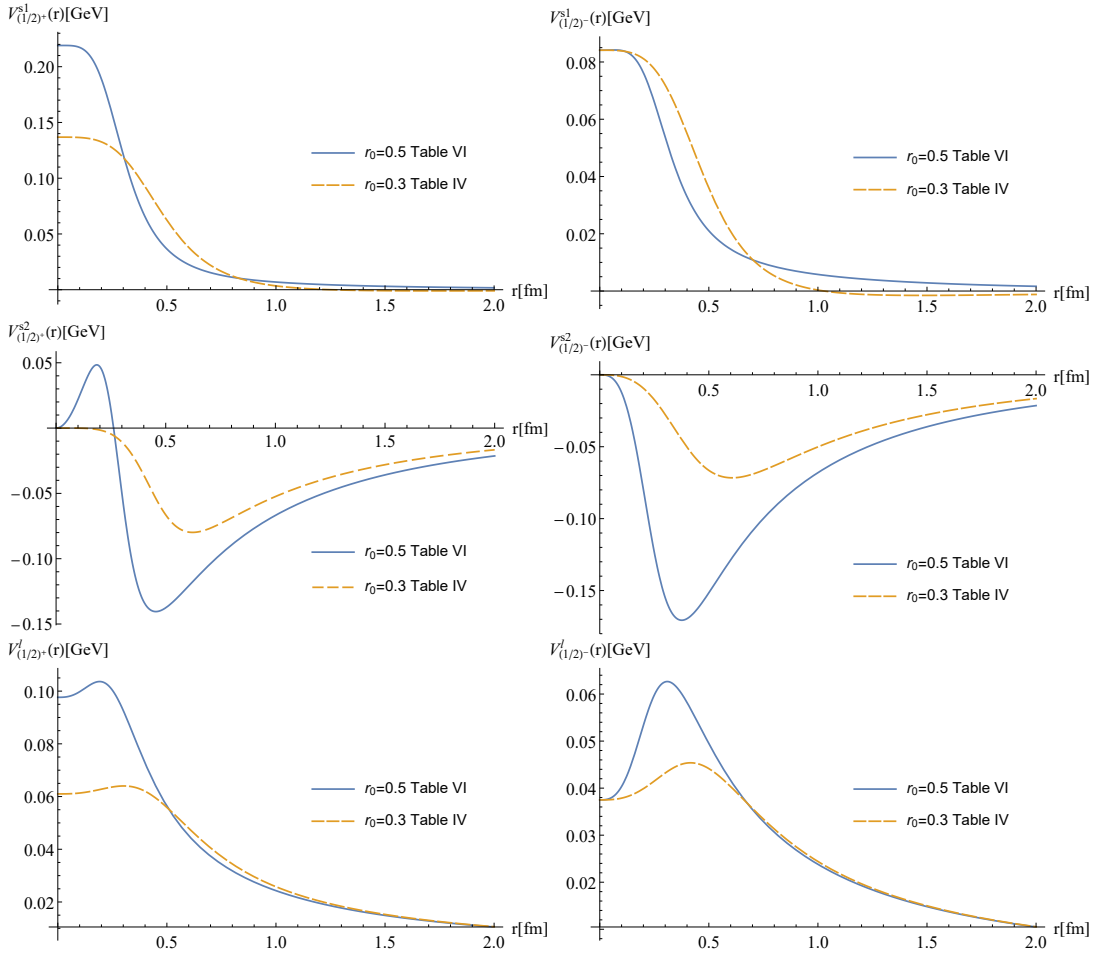 V^{s1}_{(1/2)^+}(r)[GeV]
0.20
0.15
0.10
0.05
0.5
1.0
1.5
2.0
r[fm]
r_0=0.5 Table VI
r_0=0.3 Table IV
V^{s1}_{(1/2)^-}(r)[GeV]
0.08
0.06
0.04
0.02
0.5
1.0
1.5
2.0
r[fm]
r_0=0.5 Table VI
r_0=0.3 Table IV
V^{s2}_{(1/2)^+}(r)[GeV]
0.05
−0.05
−0.10
−0.15
0.5
1.0
1.5
2.0
r[fm]
r_0=0.5 Table VI
r_0=0.3 Table IV
V^{s2}_{(1/2)^-}(r)[GeV]
−0.05
−0.10
−0.15
0.5
1.0
1.5
2.0
r[fm]
r_0=0.5 Table VI
r_0=0.3 Table IV
V^{l}_{(1/2)^+}(r)[GeV]
0.10
0.08
0.06
0.04
0.02
0.5
1.0
1.5
2.0
r[fm]
r_0=0.5 Table VI
r_0=0.3 Table IV
V^{l}_{(1/2)^-}(r)[GeV]
0.06
0.05
0.04
0.03
0.02
0.5
1.0
1.5
2.0
r[fm]
r_0=0.5 Table VI
r_0=0.3 Table IV